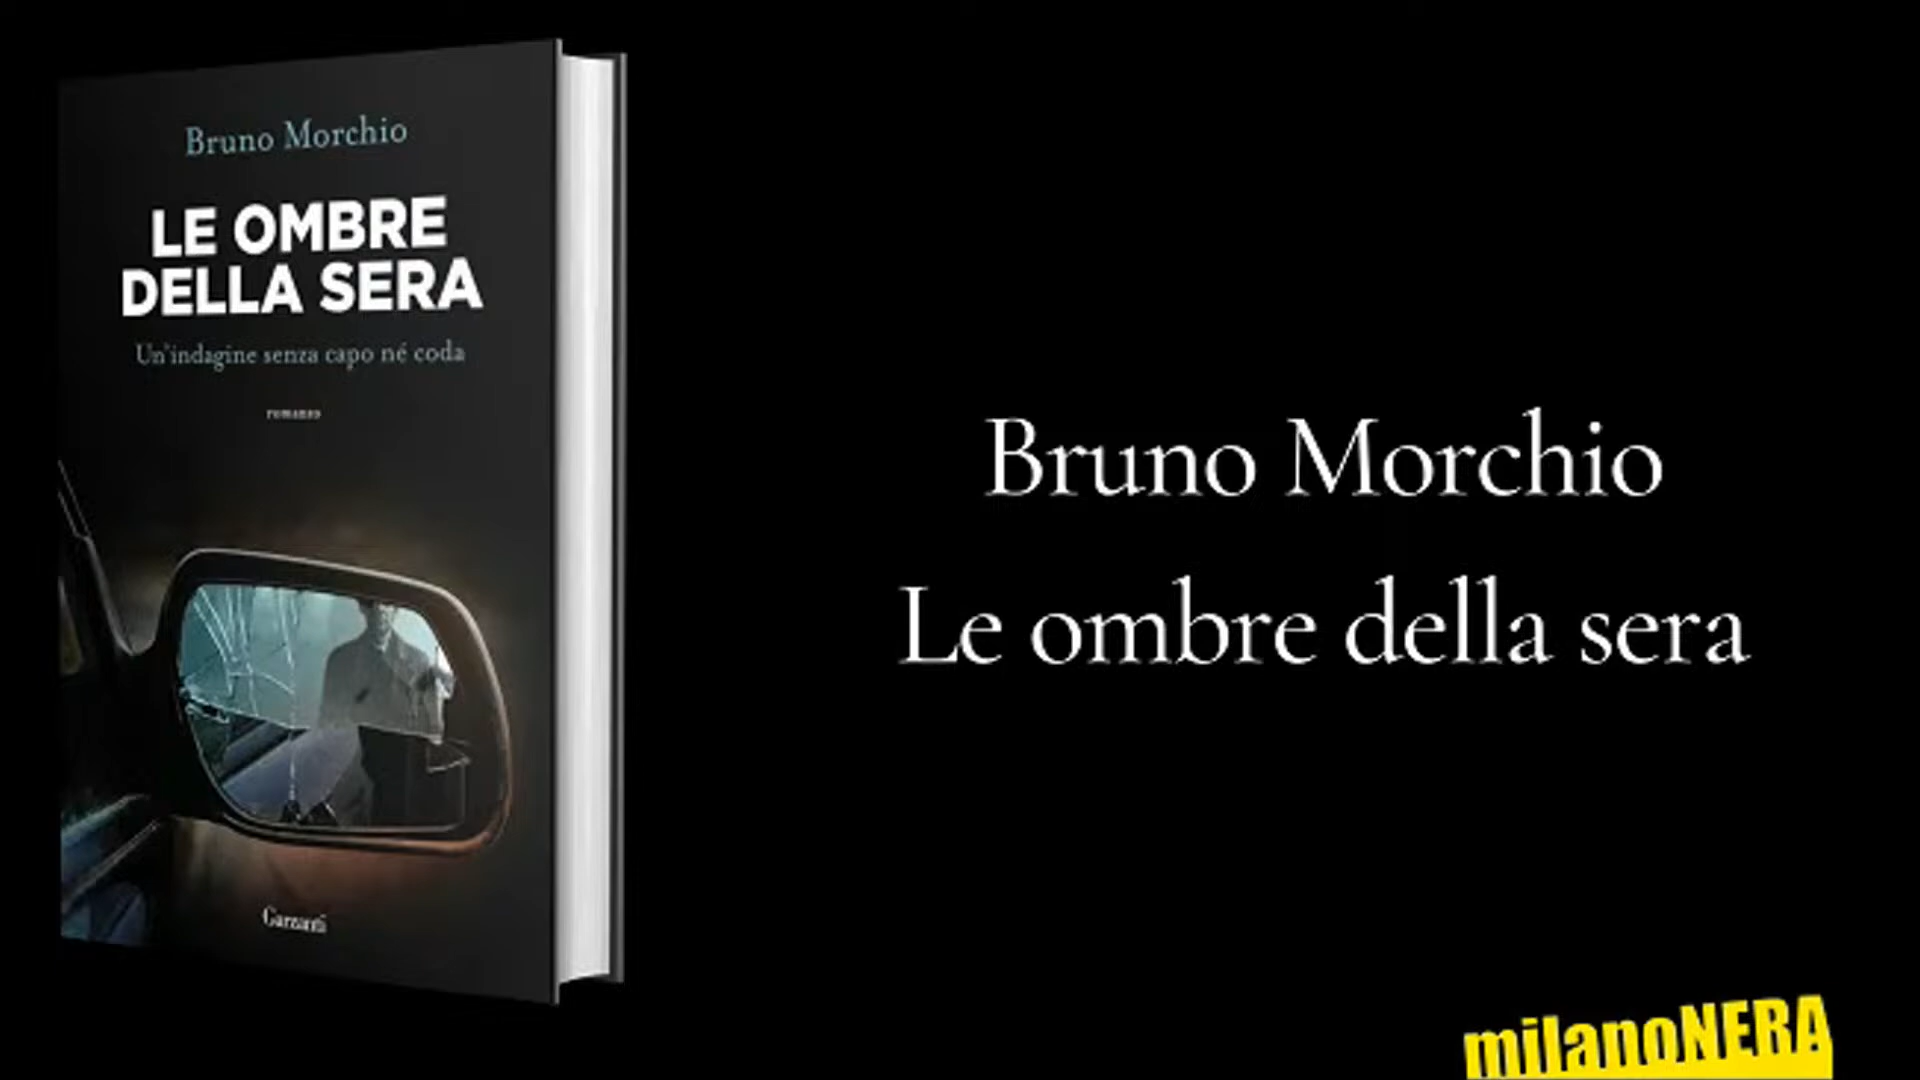 Bruno Morchio
LE OMBRE
DELLA SERA
Un'indagine senza capo né coda
romanzo
Garzanti
Bruno Morchio
Le ombre della sera
milanoNERA